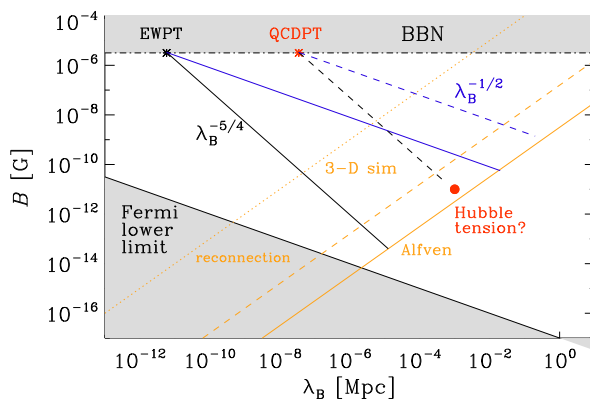 10⁻⁴
EWPT
QCDPT
BBN
10⁻⁶
λ_B⁻¹/²
10⁻⁸
λ_B⁻⁵/⁴
B [G]
10⁻¹⁰
3-D sim
10⁻¹²
Fermi
lower
limit
Hubble
tension?
Alfven
10⁻¹⁴
reconnection
10⁻¹⁶
10⁻¹² 10⁻¹⁰ 10⁻⁸ 10⁻⁶ 10⁻⁴ 10⁻² 10⁰
λ_B [Mpc]